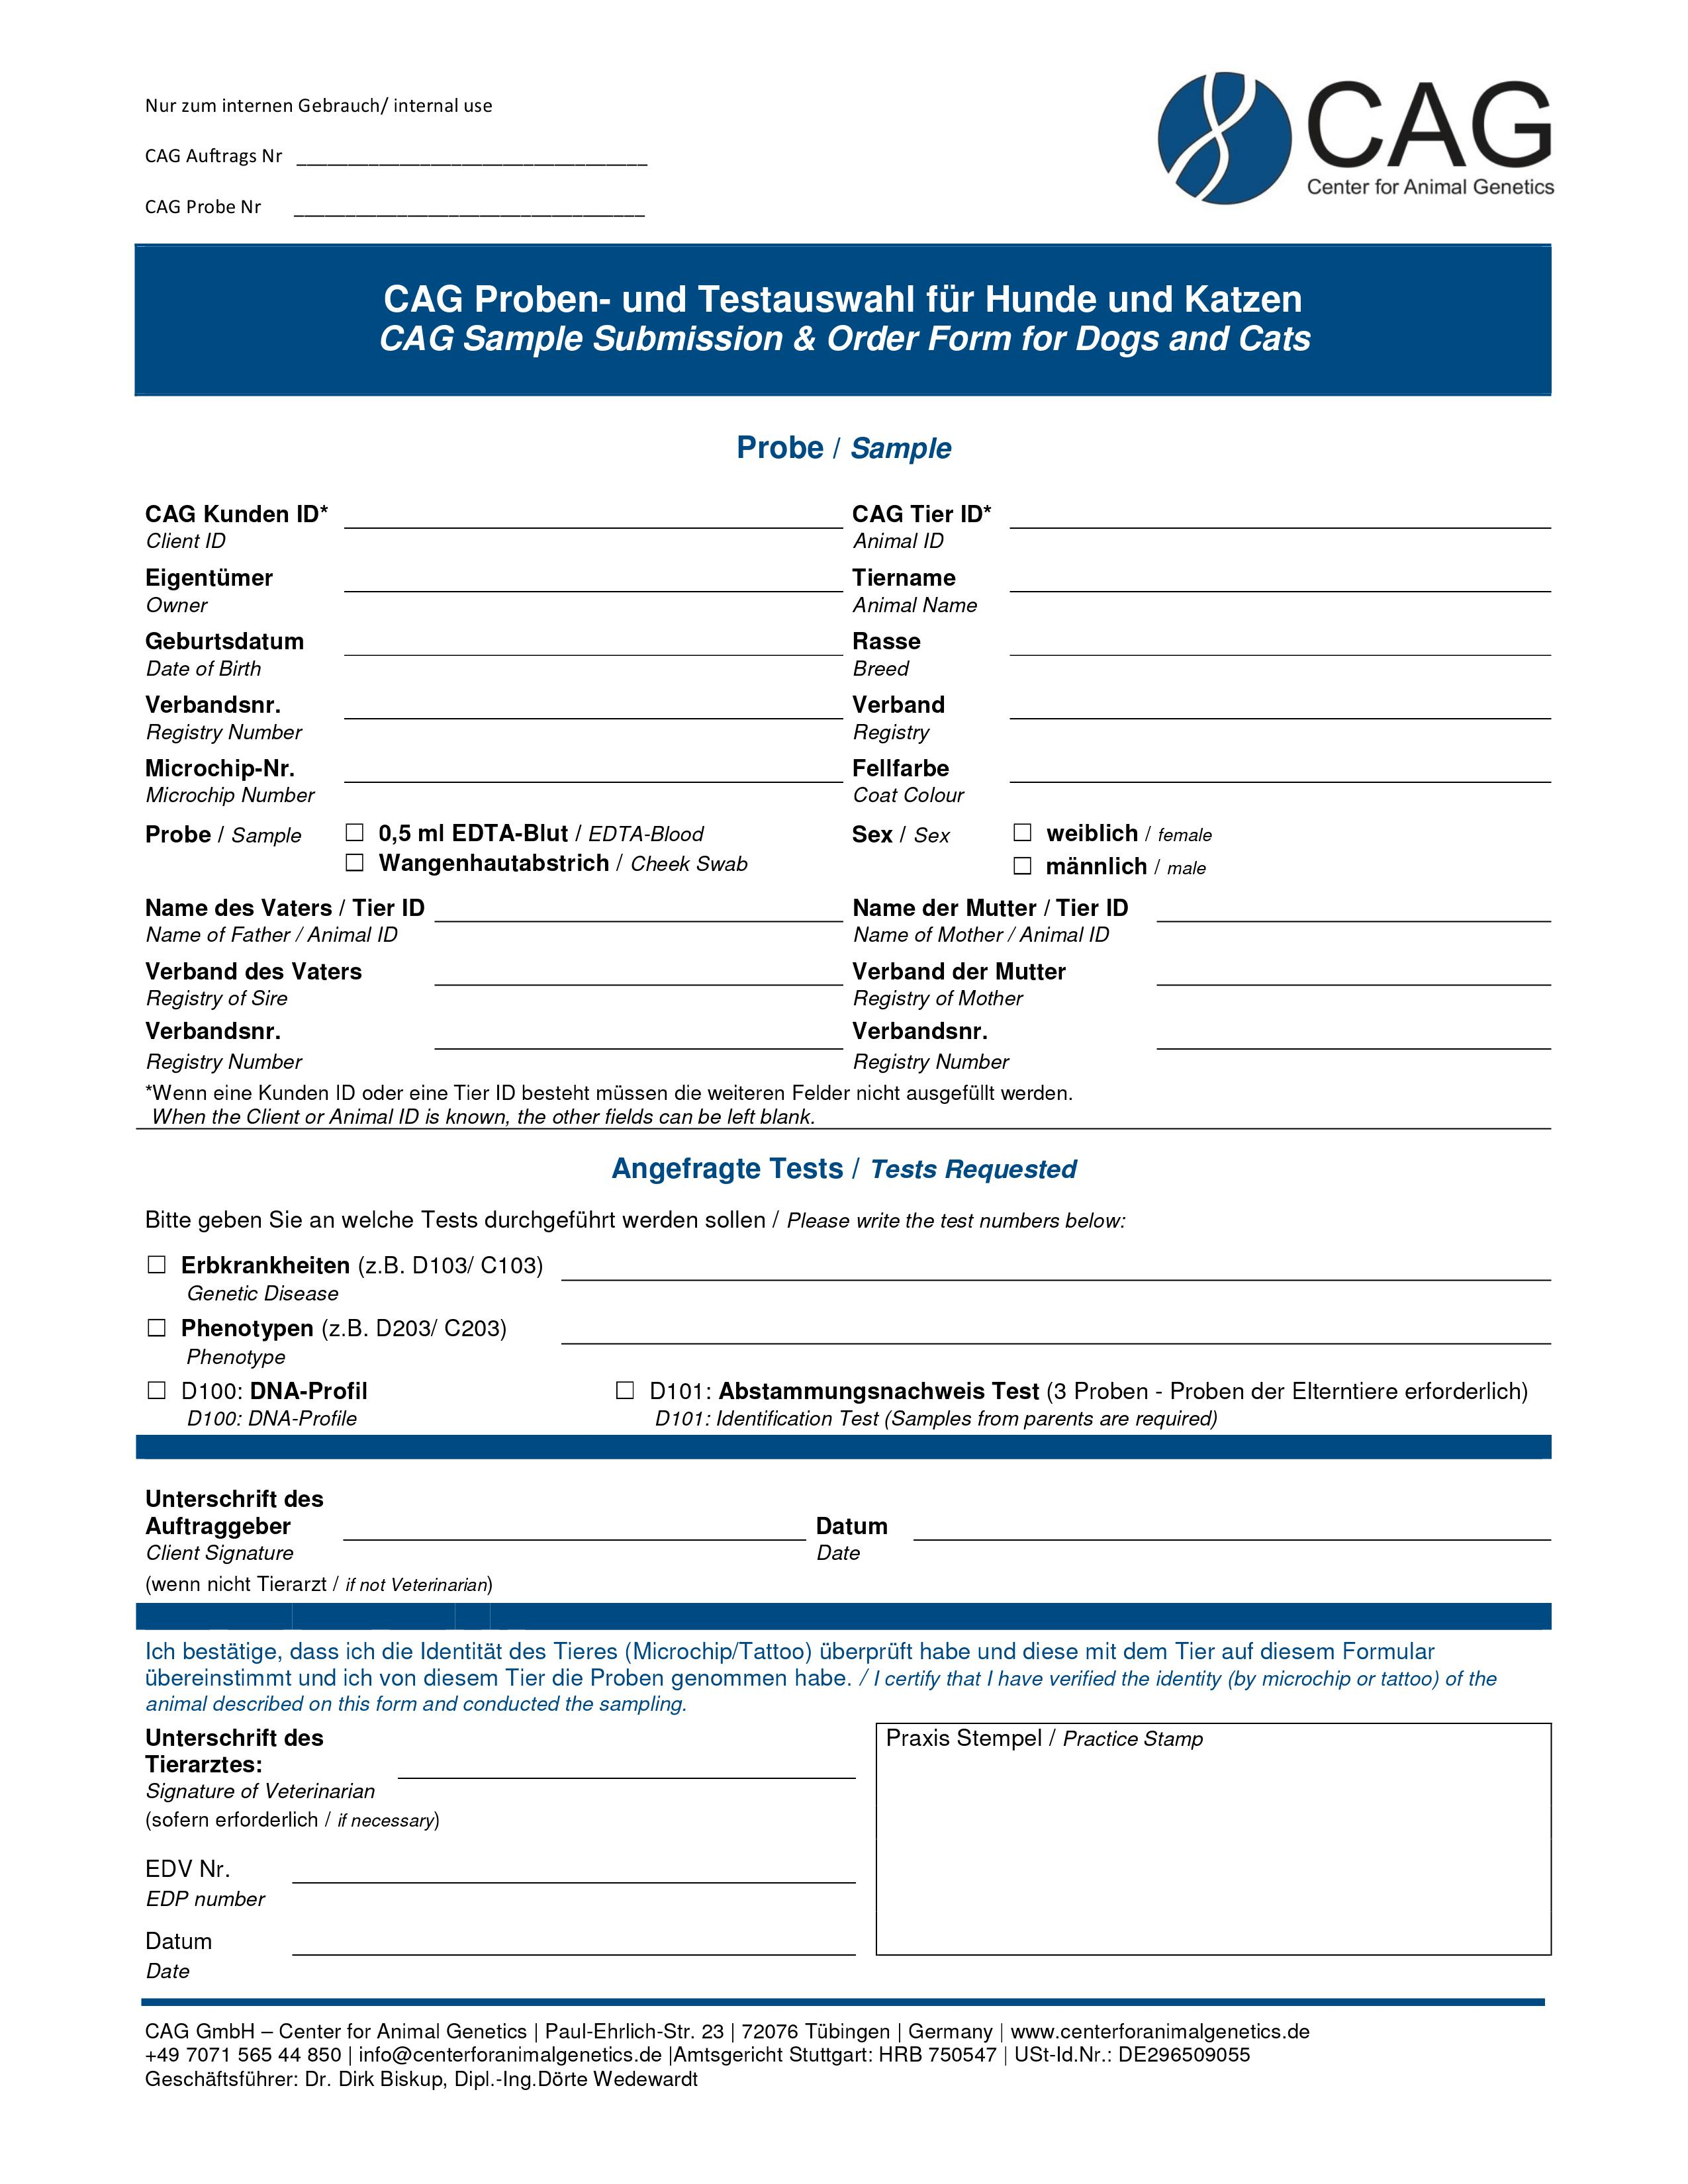 Nur zum internen Gebrauch/ internal use
CAG
Center for Animal Genetics
CAG Auftrags Nr ___________________________________
CAG Probe Nr ___________________________________
CAG Proben- und Testauswahl für Hunde und Katzen
CAG Sample Submission & Order Form for Dogs and Cats
Probe / Sample
CAG Kunden ID* CAG Tier ID*
Client ID Animal ID
Eigentümer Tiername
Owner Animal Name
Geburtsdatum Rasse
Date of Birth Breed
Verbandsnr. Verband
Registry Number Registry
Microchip-Nr. Fellfarbe
Microchip Number Coat Colour
Probe / Sample ☐ 0,5 ml EDTA-Blut / EDTA-Blood Sex / Sex ☐ weiblich / female
☐ Wangenhautabstrich / Cheek Swab ☐ männlich / male
Name des Vaters / Tier ID Name der Mutter / Tier ID
Name of Father / Animal ID Name of Mother / Animal ID
Verband des Vaters Verband der Mutter
Registry of Sire Registry of Mother
Verbandsnr. Verbandsnr.
Registry Number Registry Number
*Wenn eine Kunden ID oder eine Tier ID besteht müssen die weiteren Felder nicht ausgefüllt werden.
When the Client or Animal ID is known, the other fields can be left blank.
Angefragte Tests / Tests Requested
Bitte geben Sie an welche Tests durchgeführt werden sollen / Please write the test numbers below:
☐ Erbkrankheiten (z.B. D103/ C103)
Genetic Disease
☐ Phenotypen (z.B. D203/ C203)
Phenotype
☐ D100: DNA-Profil ☐ D101: Abstammungsnachweis Test (3 Proben - Proben der Elterntiere erforderlich)
D100: DNA-Profile D101: Identification Test (Samples from parents are required)
Unterschrift des
Auftraggeber Datum
Client Signature Date
(wenn nicht Tierarzt / if not Veterinarian)
Ich bestätige, dass ich die Identität des Tieres (Microchip/Tattoo) überprüft habe und diese mit dem Tier auf diesem Formular
übereinstimmt und ich von diesem Tier die Proben genommen habe. / I certify that I have verified the identity (by microchip or tattoo) of the
animal described on this form and conducted the sampling.
Unterschrift des Praxis Stempel / Practice Stamp
Tierarztes:
Signature of Veterinarian
(sofern erforderlich / if necessary)
EDV Nr.
EDP number
Datum
Date
CAG GmbH – Center for Animal Genetics | Paul-Ehrlich-Str. 23 | 72076 Tübingen | Germany | www.centerforanimalgenetics.de
+49 7071 565 44 850 | info@centerforanimalgenetics.de |Amtsgericht Stuttgart: HRB 750547 | USt-Id.Nr.: DE296509055
Geschäftsführer: Dr. Dirk Biskup, Dipl.-Ing.Dörte Wedewardt